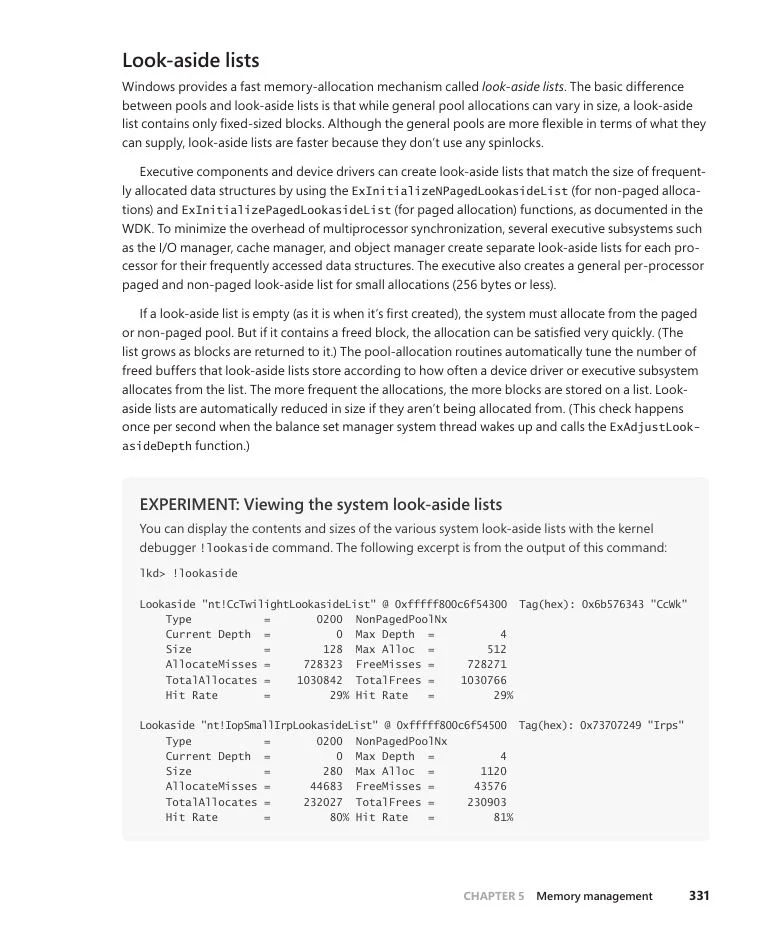 Look-aside lists
Windows provides a fast memory-allocation mechanism called look-aside lists. The basic difference
between pools and look-aside lists is that while general pool allocations can vary in size, a look-aside
list contains only fixed-sized blocks. Although the general pools are more flexible in terms of what they
can supply, look-aside lists are faster because they don’t use any spinlocks.
Executive components and device drivers can create look-aside lists that match the size of frequent-
ly allocated data structures by using the ExInitializeNPagedLookasideList (for non-paged alloca-
tions) and ExInitializePagedLookasideList (for paged allocation) functions, as documented in the
WDK. To minimize the overhead of multiprocessor synchronization, several executive subsystems such
as the I/O manager, cache manager, and object manager create separate look-aside lists for each pro-
cessor for their frequently accessed data structures. The executive also creates a general per-processor
paged and non-paged look-aside list for small allocations (256 bytes or less).
If a look-aside list is empty (as it is when it’s first created), the system must allocate from the paged
or non-paged pool. But if it contains a freed block, the allocation can be satisfied very quickly. (The
list grows as blocks are returned to it.) The pool-allocation routines automatically tune the number of
freed buffers that look-aside lists store according to how often a device driver or executive subsystem
allocates from the list. The more frequent the allocations, the more blocks are stored on a list. Look-
aside lists are automatically reduced in size if they aren’t being allocated from. (This check happens
once per second when the balance set manager system thread wakes up and calls the ExAdjustLook-
asideDepth function.)
EXPERIMENT: Viewing the system look-aside lists
You can display the contents and sizes of the various system look-aside lists with the kernel
debugger !lookaside command. The following excerpt is from the output of this command:
lkd> !lookaside
Lookaside "nt!CcTwilightLookasideList" @ 0xfffff800c6f54300  Tag(hex): 0x6b576343 "CcWk"
Type           =       0200  NonPagedPoolNx
Current Depth  =          0  Max Depth  =          4
Size           =        128  Max Alloc  =        512
AllocateMisses =     728323  FreeMisses =     728271
TotalAllocates =    1030842  TotalFrees =    1030766
Hit Rate       =         29% Hit Rate   =         29%
Lookaside "nt!IopSmallIrpLookasideList" @ 0xfffff800c6f54500  Tag(hex): 0x73707249 "Irps"
Type           =       0200  NonPagedPoolNx
Current Depth  =          0  Max Depth  =          4
Size           =        280  Max Alloc  =       1120
AllocateMisses =      44683  FreeMisses =      43576
TotalAllocates =     232027  TotalFrees =     230903
Hit Rate       =         80% Hit Rate   =         81%
CHAPTER 5 Memory management 331